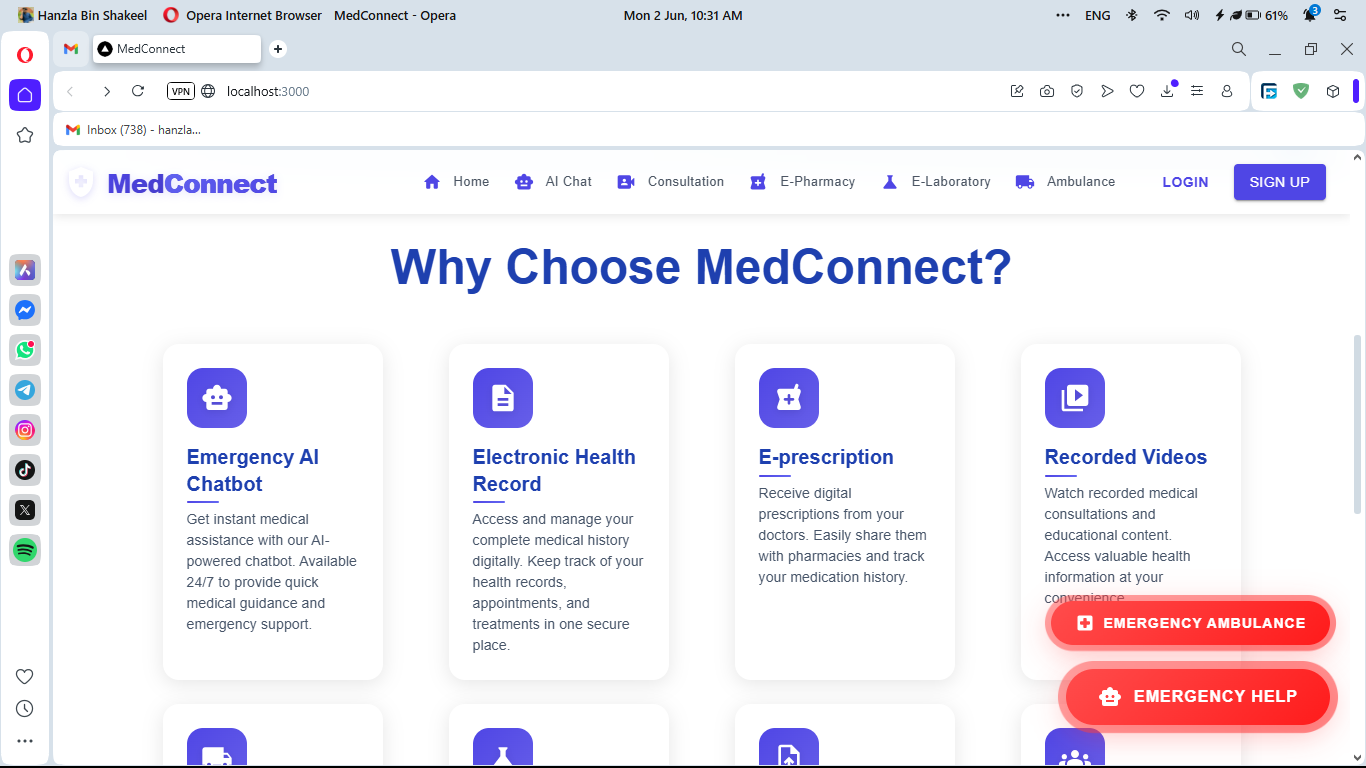 Hanzla Bin Shakeel Opera Internet Browser MedConnect - Opera Mon 2 Jun, 10:31 AM ENG 61% 3
MedConnect
VPN localhost:3000
Inbox (738) - hanzla...
MedConnect Home AI Chat Consultation E-Pharmacy E-Laboratory Ambulance LOGIN SIGN UP
Why Choose MedConnect?
Emergency AI
Chatbot
Get instant medical
assistance with our AI-
powered chatbot. Available
24/7 to provide quick
medical guidance and
emergency support.
Electronic Health
Record
Access and manage your
complete medical history
digitally. Keep track of your
health records,
appointments, and
treatments in one secure
place.
E-prescription
Receive digital
prescriptions from your
doctors. Easily share them
with pharmacies and track
your medication history.
Recorded Videos
Watch recorded medical
consultations and
educational content.
Access valuable health
information at your
convenience
EMERGENCY AMBULANCE
EMERGENCY HELP